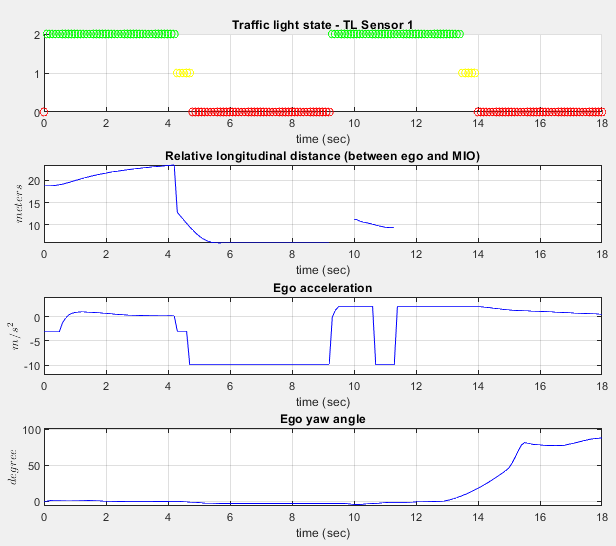 Traffic light state - TL Sensor 1
2
1
0
0 2 4 6 8 10 12 14 16 18
time (sec)
Relative longitudinal distance (between ego and MIO)
meters
20
15
10
0 2 4 6 8 10 12 14 16 18
time (sec)
Ego acceleration
m/s²
0
-5
-10
0 2 4 6 8 10 12 14 16 18
time (sec)
Ego yaw angle
degree
100
50
0
0 2 4 6 8 10 12 14 16 18
time (sec)